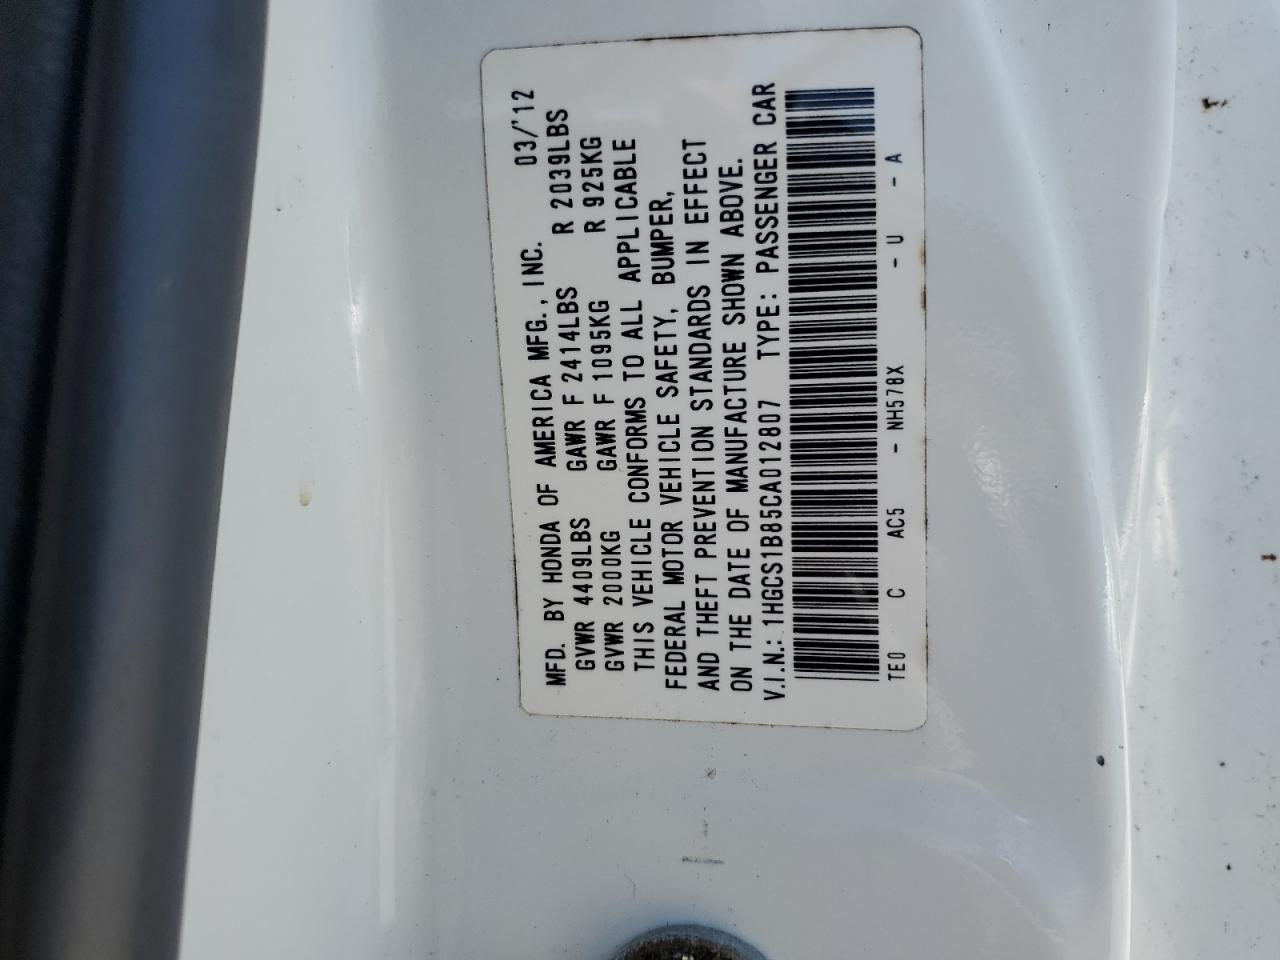 MFD. BY HONDA OF AMERICA MFG., INC. 03/'12
GVWR 4409LBS GAWR F 2414LBS R 2039LBS
GVWR 2000KG GAWR F 1095KG R 925KG
THIS VEHICLE CONFORMS TO ALL APPLICABLE
FEDERAL MOTOR VEHICLE SAFETY, BUMPER,
AND THEFT PREVENTION STANDARDS IN EFFECT
ON THE DATE OF MANUFACTURE SHOWN ABOVE.
V.I.N.: 1HGCS1B85CA012807 TYPE: PASSENGER CAR
TE0 C AC5 - NH578X - U - A